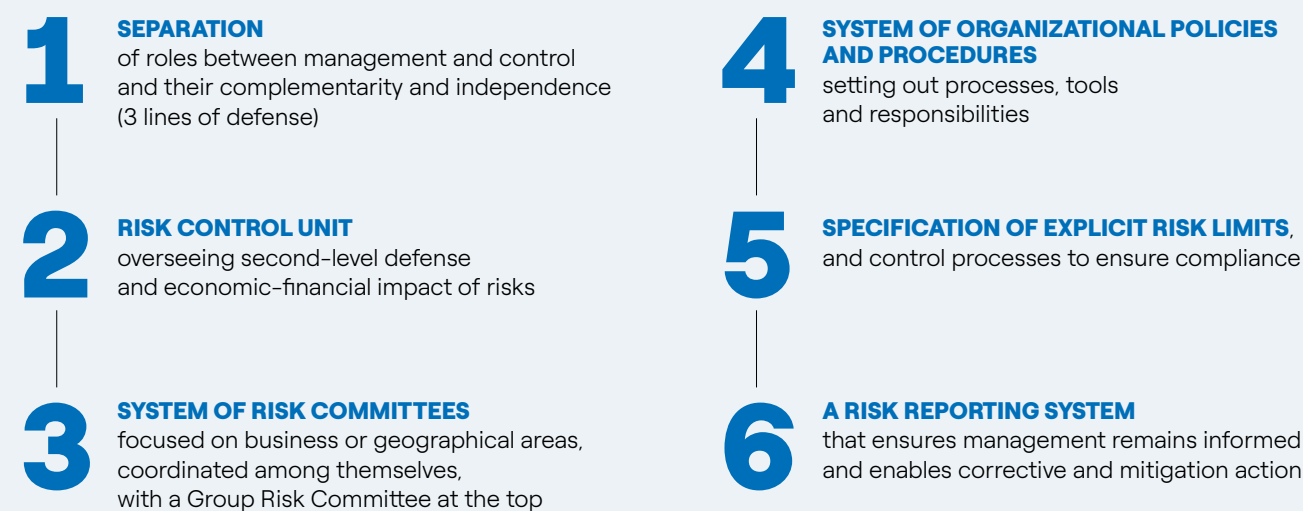 1
SEPARATION
of roles between management and control
and their complementarity and independence
(3 lines of defense)
2
RISK CONTROL UNIT
overseeing second-level defense
and economic-financial impact of risks
3
SYSTEM OF RISK COMMITTEES
focused on business or geographical areas,
coordinated among themselves,
with a Group Risk Committee at the top
4
SYSTEM OF ORGANIZATIONAL POLICIES
AND PROCEDURES
setting out processes, tools
and responsibilities
5
SPECIFICATION OF EXPLICIT RISK LIMITS,
and control processes to ensure compliance
6
A RISK REPORTING SYSTEM
that ensures management remains informed
and enables corrective and mitigation action